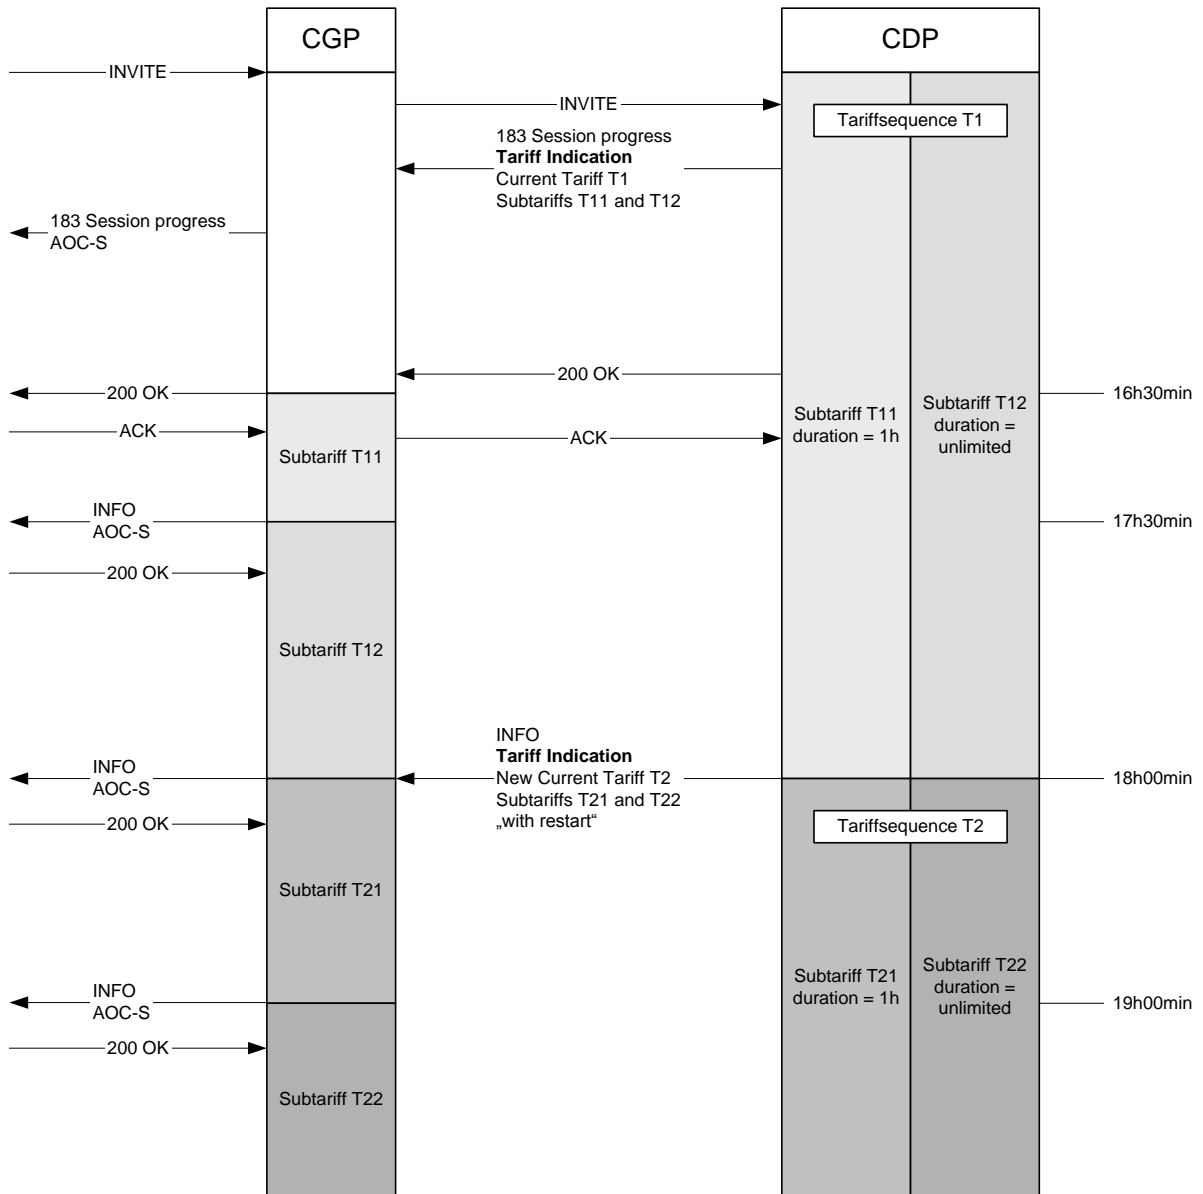 CGP
CDP
INVITE
INVITE
Tariffsequence T1
183 Session progress
Tariff Indication
Current Tariff T1
Subtariffs T11 and T12
183 Session progress
AOC-S
200 OK
200 OK
16h30min
Subtariff T11
duration = 1h
Subtariff T12
duration =
unlimited
ACK
ACK
Subtariff T11
INFO
AOC-S
17h30min
200 OK
Subtariff T12
INFO
Tariff Indication
New Current Tariff T2
Subtariffs T21 and T22
„with restart“
INFO
AOC-S
18h00min
200 OK
Tariffsequence T2
Subtariff T21
Subtariff T21
duration = 1h
Subtariff T22
duration =
unlimited
INFO
AOC-S
19h00min
200 OK
Subtariff T22